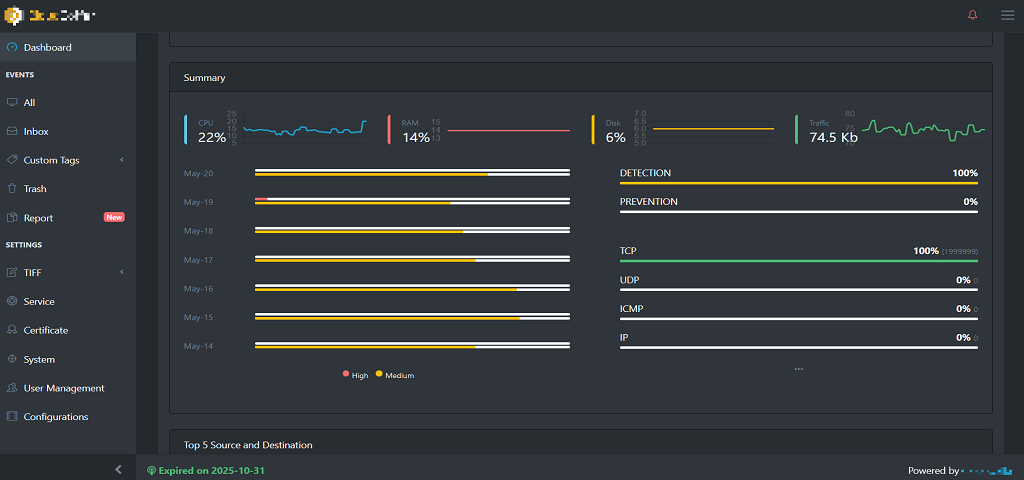 Dashboard
EVENTS
All
Inbox
Custom Tags
Trash
Report New
SETTINGS
TIFF
Service
Certificate
System
User Management
Configurations
Summary
CPU
22%
25
20
15
10
5
RAM
14%
15
14
13
Disk
6%
7.0
6.5
6.0
5.5
5.0
Traffic
74.5 Kb
80
75
70
May-20
May-19
May-18
May-17
May-16
May-15
May-14
High Medium
DETECTION 100%
PREVENTION 0%
TCP 100% (1999999)
UDP 0% 0
ICMP 0% 0
IP 0% 0
...
Top 5 Source and Destination
Expired on 2025-10-31
Powered by